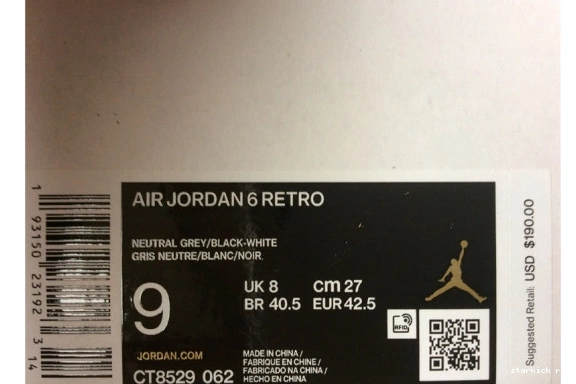 AIR JORDAN 6 RETRO
NEUTRAL GREY/BLACK-WHITE
GRIS NEUTRE/BLANC/NOIR
9
UK 8
cm 27
BR 40.5
EUR 42.5
RFID
JORDAN.COM
CT8529 062
MADE IN CHINA /
FABRIQUE EN CHINE /
FABRICADO NA CHINA /
HECHO EN CHINA
1 93150 23192 3 14
Suggested Retail: USD $190.00